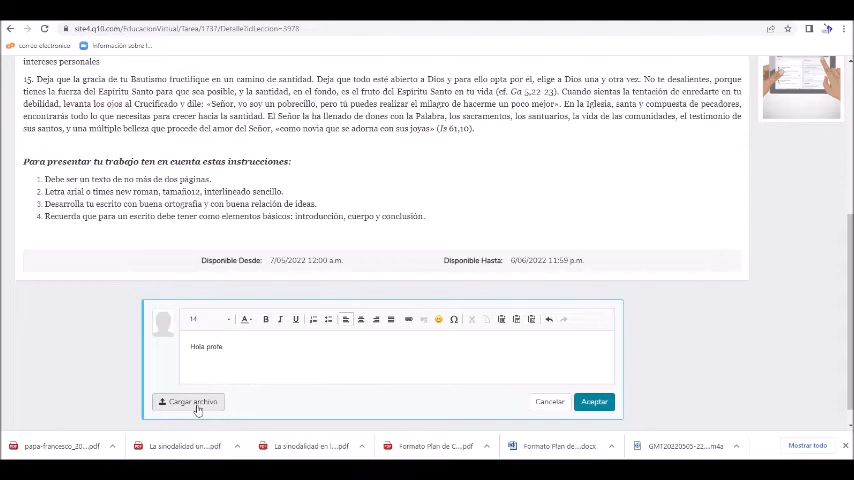 site4.q10.com/EducacionVirtual/Tarea/1737/Detalle?idLeccion=3978
correo electronico
Información sobre l...
intereses personales
15. Deja que la gracia de tu Bautismo fructifique en un camino de santidad. Deja que todo esté abierto a Dios y para ello opta por él, elige a Dios una y otra vez. No te desalientes, porque
tienes la fuerza del Espíritu Santo para que sea posible, y la santidad, en el fondo, es el fruto del Espíritu Santo en tu vida (cf. Ga 5,22-23). Cuando sientas la tentación de enredarte en tu
debilidad, levanta los ojos al Crucificado y dile: «Señor, yo soy un pobrecillo, pero tú puedes realizar el milagro de hacerme un poco mejor». En la Iglesia, santa y compuesta de pecadores,
encontrarás todo lo que necesitas para crecer hacia la santidad. El Señor la ha llenado de dones con la Palabra, los sacramentos, los santuarios, la vida de las comunidades, el testimonio de
sus santos, y una múltiple belleza que procede del amor del Señor, «como novia que se adorna con sus joyas» (Is 61,10).
Para presentar tu trabajo ten en cuenta estas instrucciones:
1. Debe ser un texto de no más de dos páginas.
2. Letra arial o times new roman, tamaño12, interlineado sencillo.
3. Desarrolla tu escrito con buena ortografía y con buena relación de ideas.
4. Recuerda que para un escrito debe tener como elementos básicos: introducción, cuerpo y conclusión.
Disponible Desde: 7/05/2022 12:00 a.m. Disponible Hasta: 6/06/2022 11:59 p.m.
14 A B I U
Hola profe
Cargar archivo Cancelar Aceptar
papa-francesco_20....pdf La sinodalidad un....pdf La sinodalidad en l....pdf Formato Plan de C....pdf Formato Plan de....docx GMT20220505-22....m4a Mostrar todo